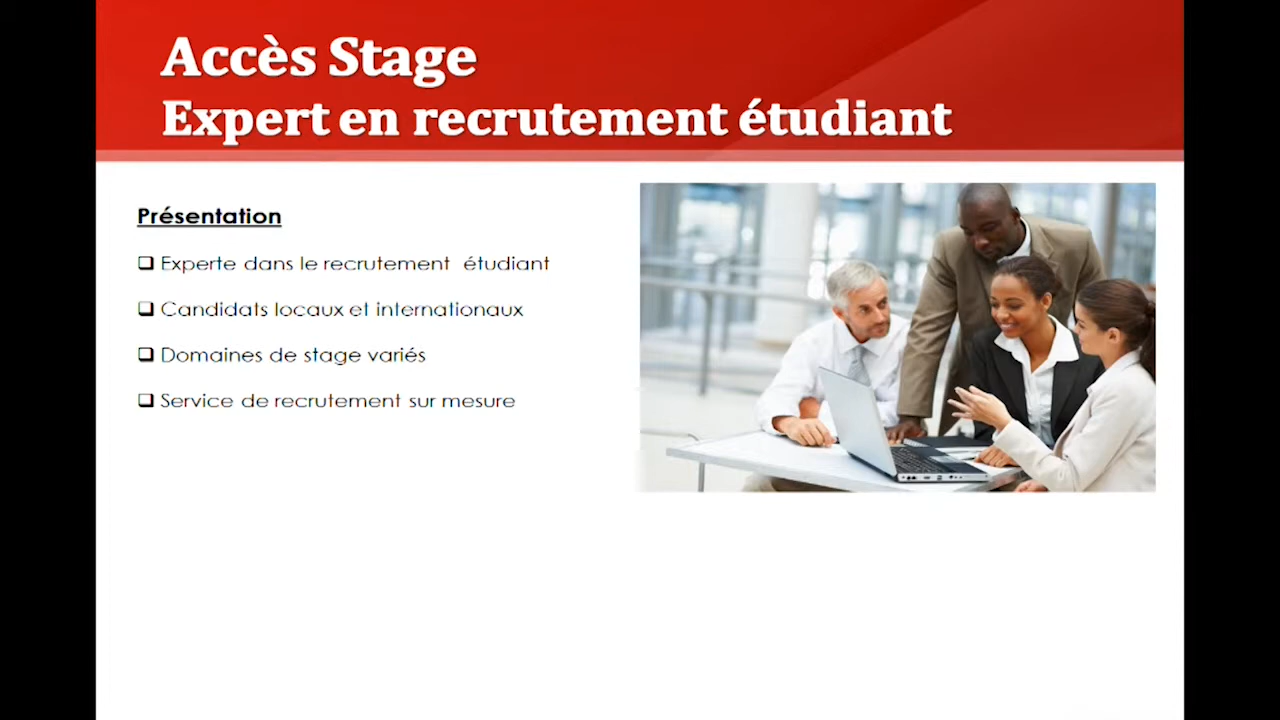 Accès Stage
Expert en recrutement étudiant
Présentation
❑ Experte dans le recrutement étudiant
❑ Candidats locaux et internationaux
❑ Domaines de stage variés
❑ Service de recrutement sur mesure